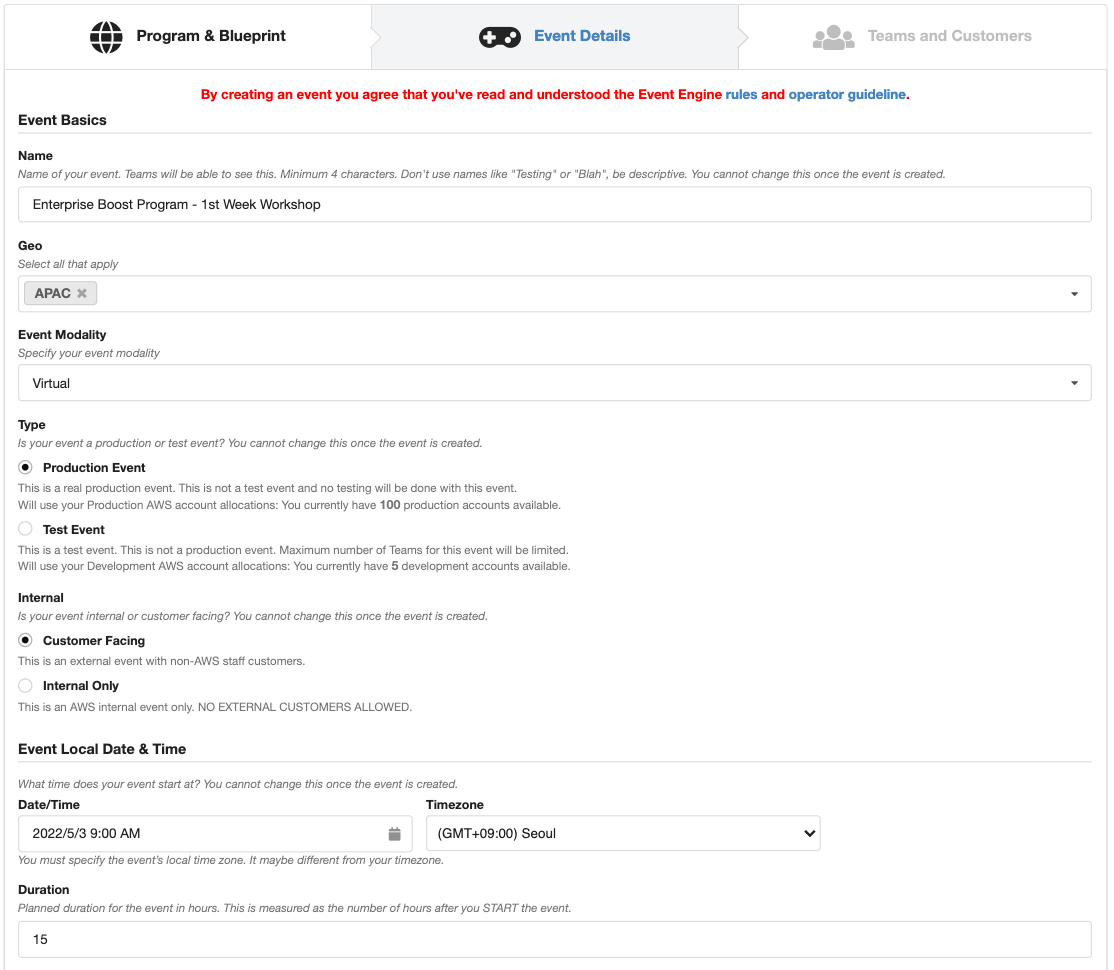 Program & Blueprint
Event Details
Teams and Customers
By creating an event you agree that you've read and understood the Event Engine rules and operator guideline.
Event Basics
Name
Name of your event. Teams will be able to see this. Minimum 4 characters. Don't use names like "Testing" or "Blah", be descriptive. You cannot change this once the event is created.
Enterprise Boost Program - 1st Week Workshop
Geo
Select all that apply
APAC
Event Modality
Specify your event modality
Virtual
Type
Is your event a production or test event? You cannot change this once the event is created.
Production Event
This is a real production event. This is not a test event and no testing will be done with this event.
Will use your Production AWS account allocations: You currently have 100 production accounts available.
Test Event
This is a test event. This is not a production event. Maximum number of Teams for this event will be limited.
Will use your Development AWS account allocations: You currently have 5 development accounts available.
Internal
Is your event internal or customer facing? You cannot change this once the event is created.
Customer Facing
This is an external event with non-AWS staff customers.
Internal Only
This is an AWS internal event only. NO EXTERNAL CUSTOMERS ALLOWED.
Event Local Date & Time
What time does your event start at? You cannot change this once the event is created.
Date/Time
Timezone
2022/5/3 9:00 AM
(GMT+09:00) Seoul
You must specify the event's local time zone. It maybe different from your timezone.
Duration
Planned duration for the event in hours. This is measured as the number of hours after you START the event.
15